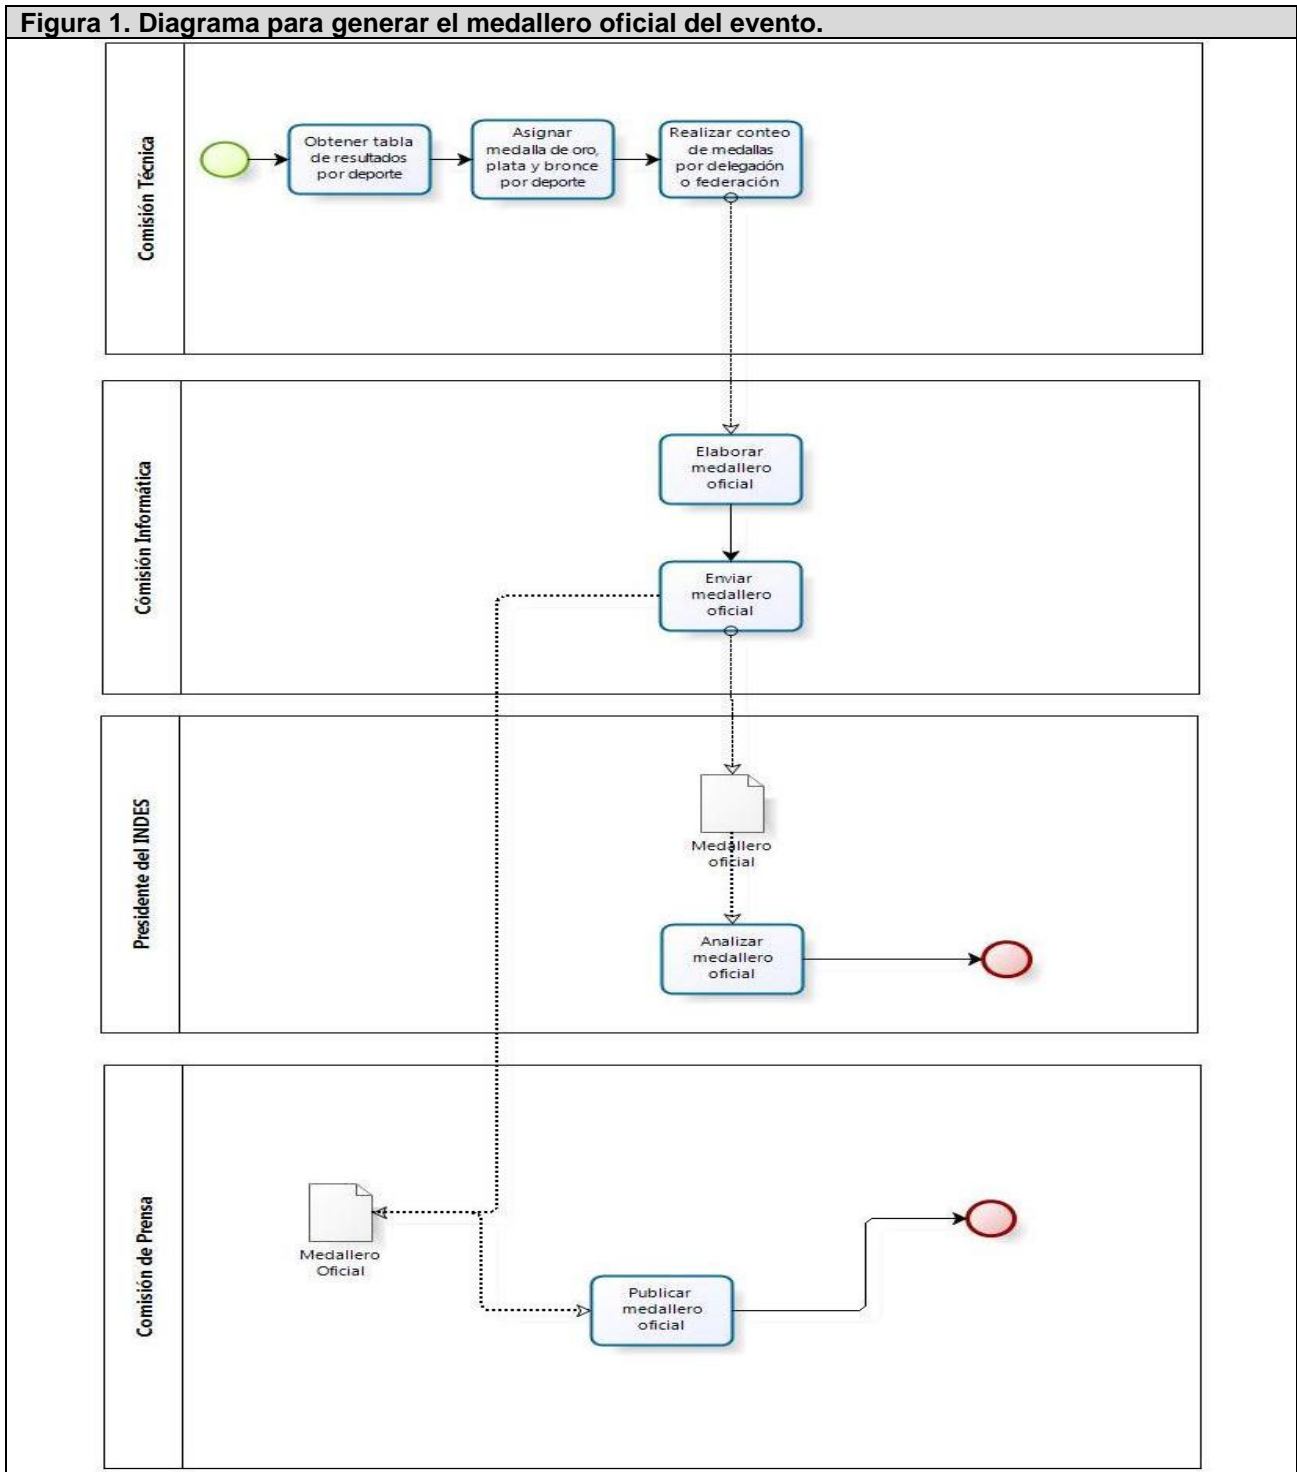 Figura 1. Diagrama para generar el medallero oficial del evento.
Comisión Técnica
Obtener tabla
de resultados
por deporte
Asignar
medalla de oro,
plata y bronce
por deporte
Realizar conteo
de medallas
por delegación
o federación
Cómisión Informática
Elaborar
medallero
oficial
Enviar
medallero
oficial
Presidente del INDES
Medallero
oficial
Analizar
medallero
oficial
Comisión de Prensa
Medallero
Oficial
Publicar
medallero
oficial